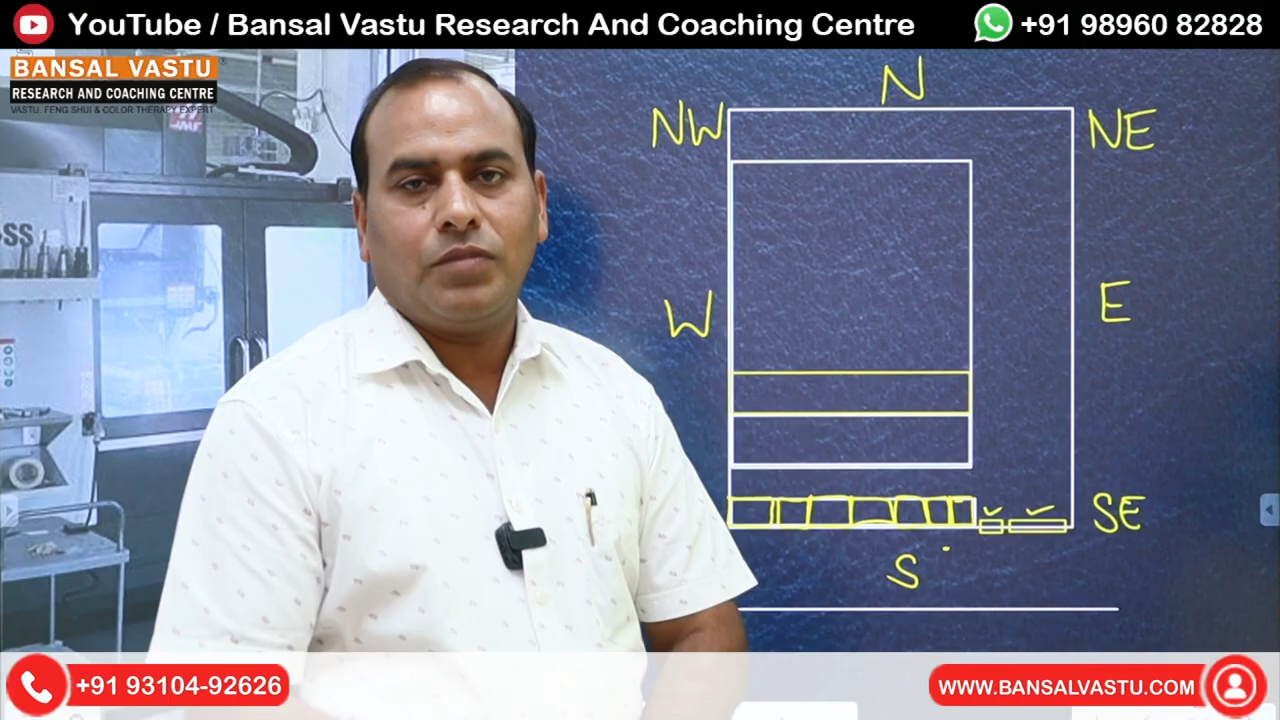 YouTube / Bansal Vastu Research And Coaching Centre
+91 98960 82828
BANSAL VASTU
RESEARCH AND COACHING CENTRE
VASTU, FENG SHUI & COLOR THERAPY EXPERT
-SS
N
NW
NE
W
E
SE
S
+91 93104-92626
WWW.BANSALVASTU.COM